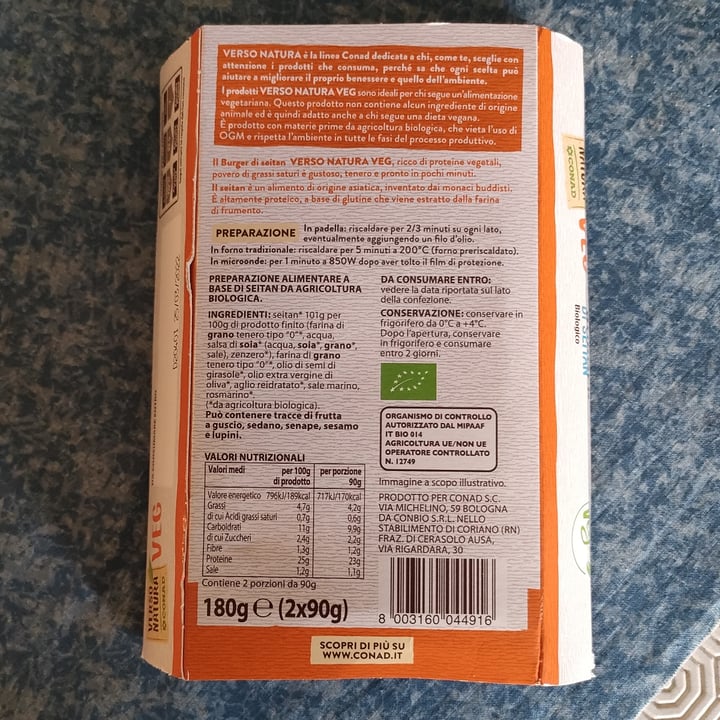 VERSO NATURA è la linea Conad dedicata a chi, come te, sceglie con
attenzione i prodotti che consuma, perché sa che ogni scelta può
aiutare a migliorare il proprio benessere e quello dell'ambiente.
I prodotti VERSO NATURA VEG sono ideali per chi segue un'alimentazione
vegetariana. Questo prodotto non contiene alcun ingrediente di origine
animale ed è quindi adatto anche a chi segue una dieta vegana.
È prodotto con materie prime da agricoltura biologica, che vieta l'uso di
OGM e rispetta l'ambiente in tutte le fasi del processo produttivo.
Il Burger di seitan VERSO NATURA VEG, ricco di proteine vegetali,
povero di grassi saturi è gustoso, tenero e pronto in pochi minuti.
Il seitan è un alimento di origine asiatica, inventato dai monaci buddisti.
È altamente proteico, a base di glutine che viene estratto dalla farina
di frumento.
PREPARAZIONE In padella: riscaldare per 2/3 minuti su ogni lato,
eventualmente aggiungendo un filo d'olio.
In forno tradizionale: riscaldare per 5 minuti a 200°C (forno preriscaldato).
In microonde: per 1 minuto a 850W dopo aver tolto il film di protezione.
PREPARAZIONE ALIMENTARE A
BASE DI SEITAN DA AGRICOLTURA
BIOLOGICA.
INGREDIENTI: seitan* 101g per
100g di prodotto finito (farina di
grano tenero tipo "0"*, acqua,
salsa di soia* (acqua, soia*, grano*,
sale), zenzero*), farina di grano
tenero tipo "0"*, olio di semi di
girasole*, olio extra vergine di
oliva*, aglio reidratato*, sale marino,
rosmarino*.
(*da agricoltura biologica).
Può contenere tracce di frutta
a guscio, sedano, senape, sesamo
e lupini.
DA CONSUMARE ENTRO:
vedere la data riportata sul lato
della confezione.
CONSERVAZIONE: conservare in
frigorifero da 0°C a +4°C.
Dopo l'apertura, conservare
in frigorifero e consumare
entro 2 giorni.
ORGANISMO DI CONTROLLO
AUTORIZZATO DAL MIPAAF
IT BIO 014
AGRICOLTURA UE/NON UE
OPERATORE CONTROLLATO
N. 12749
Immagine a scopo illustrativo.
PRODOTTO PER CONAD S.C.
VIA MICHELINO, 59 BOLOGNA
DA CONBIO S.R.L. NELLO
STABILIMENTO DI CORIANO (RN)
FRAZ. DI CERASOLO AUSA,
VIA RIGARDARA, 30
VALORI NUTRIZIONALI
Valori medi per 100g di prodotto per porzione 90g
Valore energetico 796kJ/189kcal 717kJ/170kcal
Grassi 4,7g 4,2g
di cui Acidi grassi saturi 0,7g 0,6g
Carboidrati 11g 9,9g
di cui Zuccheri 2,4g 2,2g
Fibre 1,3g 1,2g
Proteine 25g 23g
Sale 1,2g 1,1g
Contiene 2 porzioni da 90g
180g e (2x90g)
8 003160 044916
SCOPRI DI PIÙ SU
WWW.CONAD.IT
25/05/2022
VERSO
NATURA
CONAD
VEG
CONAD
VEG
DI SEITAN
Biologico